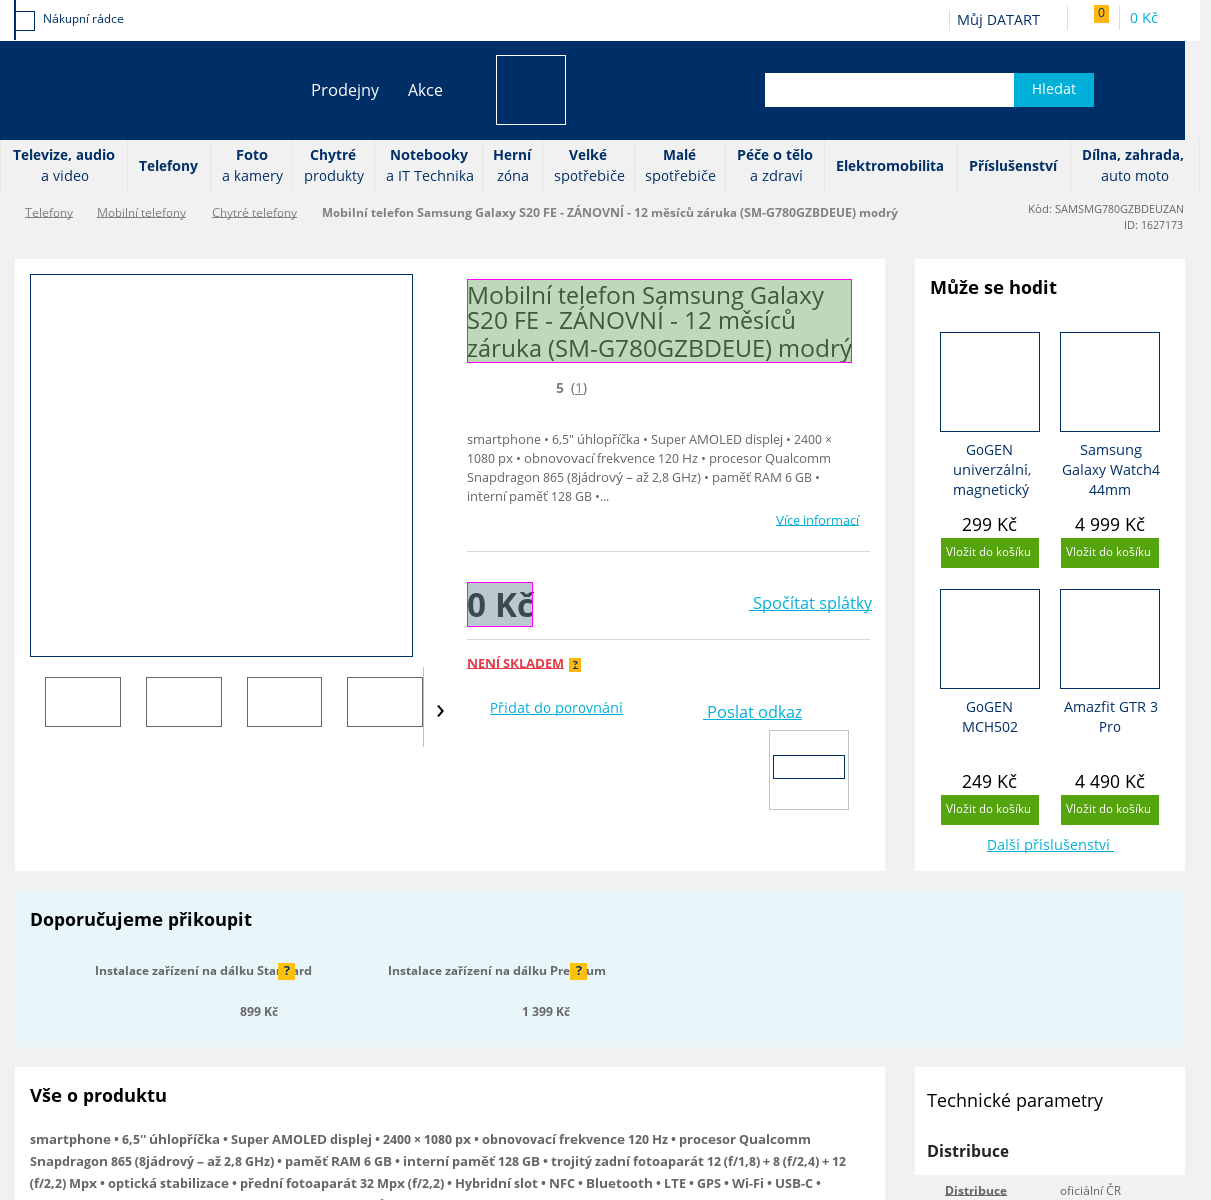 Nákupní rádce
Můj DATART
0
0 Kč
Prodejny
Akce
Hledat
Televize, audio
a video
Telefony
Foto
a kamery
Chytré
produkty
Notebooky
a IT Technika
Herní
zóna
Velké
spotřebiče
Malé
spotřebiče
Péče o tělo
a zdraví
Elektromobilita
Příslušenství
Dílna, zahrada,
auto moto
Telefony
Mobilní telefony
Chytré telefony
Mobilní telefon Samsung Galaxy S20 FE - ZÁNOVNÍ - 12 měsíců záruka (SM-G780GZBDEUE) modrý
Kód: SAMSMG780GZBDEUZAN
ID: 1627173
Mobilní telefon Samsung Galaxy
S20 FE - ZÁNOVNÍ - 12 měsíců
záruka (SM-G780GZBDEUE) modrý
5 (1)
smartphone • 6,5" úhlopříčka • Super AMOLED displej • 2400 ×
1080 px • obnovovací frekvence 120 Hz • procesor Qualcomm
Snapdragon 865 (8jádrový – až 2,8 GHz) • paměť RAM 6 GB •
interní paměť 128 GB •...
Více informací
0 Kč
Spočítat splátky
NENÍ SKLADEM ?
Přidat do porovnání
Poslat odkaz
Může se hodit
GoGEN
univerzální,
magnetický
299 Kč
Vložit do košíku
Samsung
Galaxy Watch4
44mm
4 999 Kč
Vložit do košíku
GoGEN
MCH502
249 Kč
Vložit do košíku
Amazfit GTR 3
Pro
4 490 Kč
Vložit do košíku
Další příslušenství
Doporučujeme přikoupit
Instalace zařízení na dálku
?
899 Kč
Instalace zařízení na dálku
?
1 399 Kč
Vše o produktu
smartphone • 6,5'' úhlopříčka • Super AMOLED displej • 2400 × 1080 px • obnovovací frekvence 120 Hz • procesor Qualcomm
Snapdragon 865 (8jádrový – až 2,8 GHz) • paměť RAM 6 GB • interní paměť 128 GB • trojitý zadní fotoaparát 12 (f/1,8) + 8 (f/2,4) + 12
(f/2,2) Mpx • optická stabilizace • přední fotoaparát 32 Mpx (f/2,2) • Hybridní slot • NFC • Bluetooth • LTE • GPS • Wi-Fi • USB-C •
Technické parametry
Distribuce
Distribuce
oficiální ČR